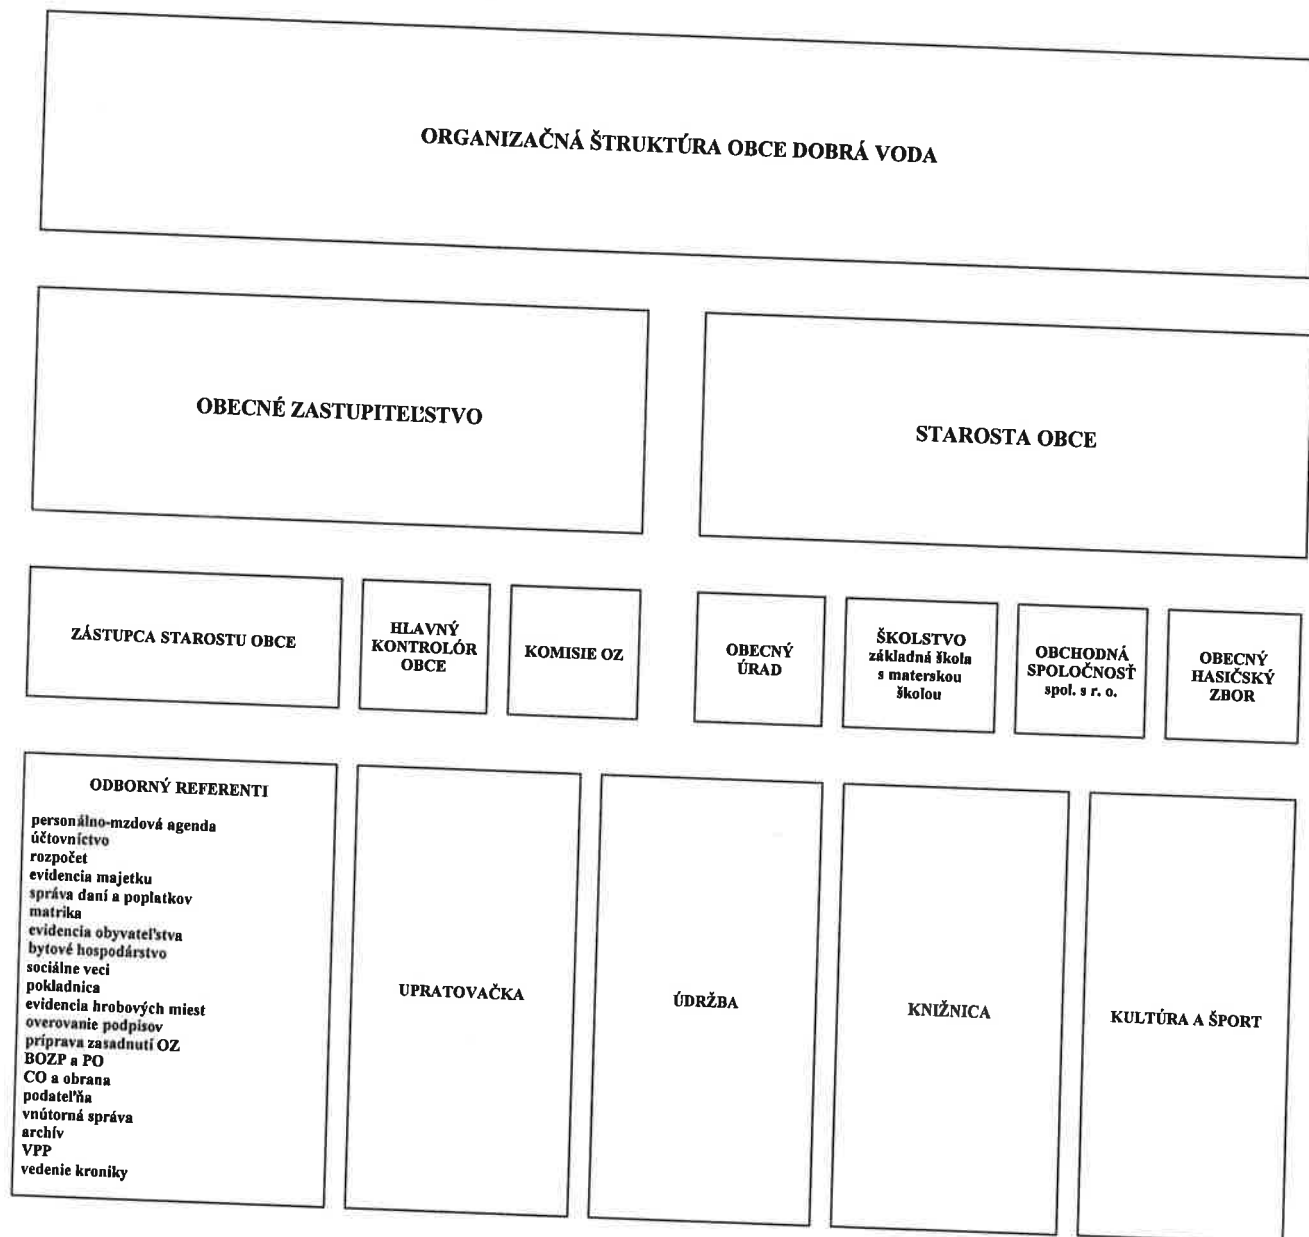 ORGANIZAČNÁ ŠTRUKTÚRA OBCE DOBRÁ VODA
OBECNÉ ZASTUPITEĽSTVO
STAROSTA OBCE
ZÁSTUPCA STAROSTU OBCE
HLAVNÝ
KONTROLÓR
OBCE
KOMISIE OZ
OBECNÝ
ÚRAD
ŠKOLSTVO
základná škola
s materskou
školou
OBCHODNÁ
SPOLOČNOSŤ
spol. s r. o.
OBECNÝ
HASIČSKÝ
ZBOR
ODBORNÝ REFERENTI
personálno-mzdová agenda
účtovníctvo
rozpočet
evidencia majetku
správa daní a poplatkov
matrika
evidencia obyvateľstva
bytové hospodárstvo
sociálne veci
pokladnica
evidencia hrobových miest
overovanie podpisov
príprava zasadnutí OZ
BOZP a PO
CO a obrana
podateľňa
vnútorná správa
archív
VPP
vedenie kroniky
UPRATOVAČKA
ÚDRŽBA
KNIŽNICA
KULTÚRA A ŠPORT